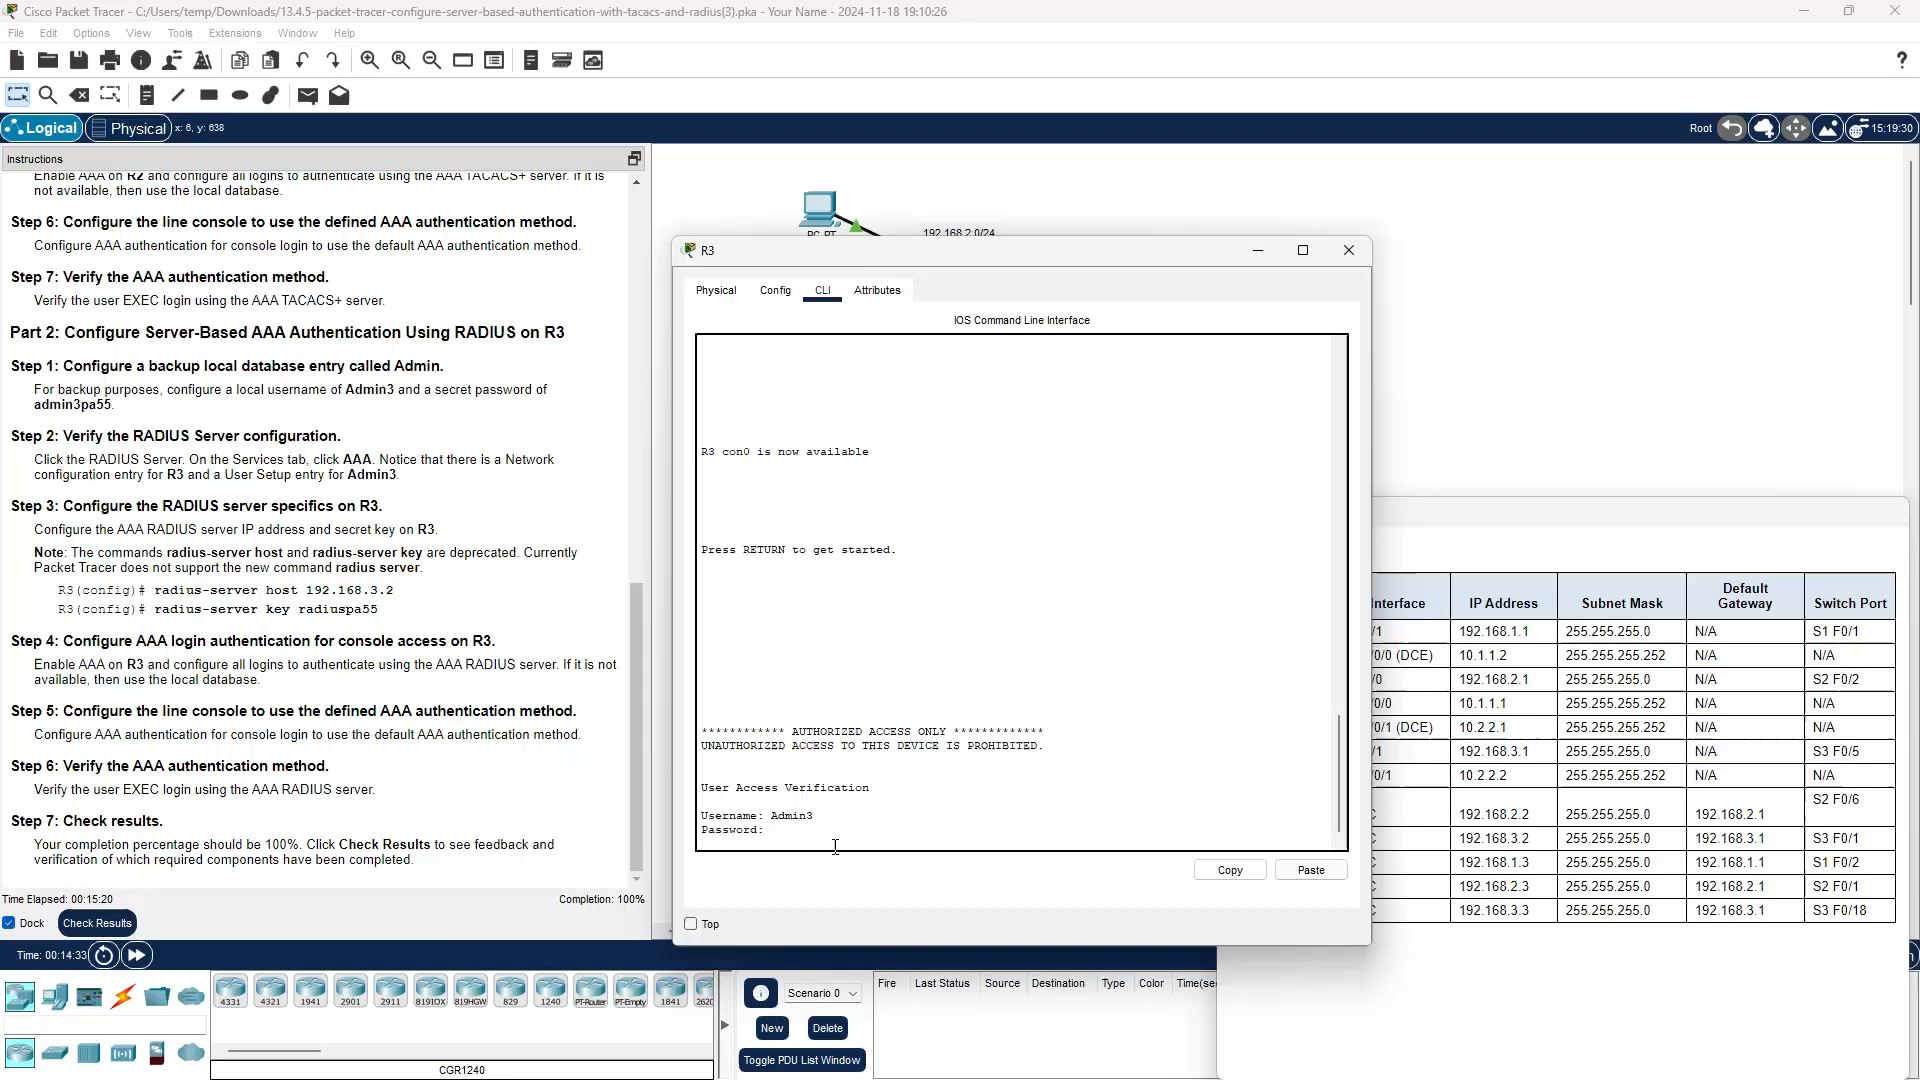 Cisco Packet Tracer - C:/Users/temp/Downloads/13.4.5-packet-tracer-configure-server-based-authentication-with-tacacs-and-radius(3).pka - Your Name - 2024-11-18 19:10:26
File Edit Options View Tools Extensions Window Help
Logical Physical x: 6, y: 638 Root 15:19:30
Instructions
Enable AAA on R2 and configure all logins to authenticate using the AAA TACACS+ server. If it is
not available, then use the local database.
Step 6: Configure the line console to use the defined AAA authentication method.
Configure AAA authentication for console login to use the default AAA authentication method.
Step 7: Verify the AAA authentication method.
Verify the user EXEC login using the AAA TACACS+ server.
Part 2: Configure Server-Based AAA Authentication Using RADIUS on R3
Step 1: Configure a backup local database entry called Admin.
For backup purposes, configure a local username of Admin3 and a secret password of
admin3pa55.
Step 2: Verify the RADIUS Server configuration.
Click the RADIUS Server. On the Services tab, click AAA. Notice that there is a Network
configuration entry for R3 and a User Setup entry for Admin3.
Step 3: Configure the RADIUS server specifics on R3.
Configure the AAA RADIUS server IP address and secret key on R3.
Note: The commands radius-server host and radius-server key are deprecated. Currently
Packet Tracer does not support the new command radius server.
R3(config)# radius-server host 192.168.3.2
R3(config)# radius-server key radiuspa55
Step 4: Configure AAA login authentication for console access on R3.
Enable AAA on R3 and configure all logins to authenticate using the AAA RADIUS server. If it is not
available, then use the local database.
Step 5: Configure the line console to use the defined AAA authentication method.
Configure AAA authentication for console login to use the default AAA authentication method.
Step 6: Verify the AAA authentication method.
Verify the user EXEC login using the AAA RADIUS server.
Step 7: Check results.
Your completion percentage should be 100%. Click Check Results to see feedback and
verification of which required components have been completed.
Time Elapsed: 00:15:20 Completion: 100%
Dock Check Results
Time: 00:14:33
PC-PT
192.168.2.0/24
R3
Physical Config CLI Attributes
IOS Command Line Interface
R3 con0 is now available
Press RETURN to get started.
************ AUTHORIZED ACCESS ONLY *************
UNAUTHORIZED ACCESS TO THIS DEVICE IS PROHIBITED.
User Access Verification
Username: Admin3
Password:
Copy Paste
Top
Interface IP Address Subnet Mask Default Gateway Switch Port
/1 192.168.1.1 255.255.255.0 N/A S1 F0/1
/0/0 (DCE) 10.1.1.2 255.255.255.252 N/A N/A
/0 192.168.2.1 255.255.255.0 N/A S2 F0/2
/0/0 10.1.1.1 255.255.255.252 N/A N/A
/0/1 (DCE) 10.2.2.1 255.255.255.252 N/A N/A
/1 192.168.3.1 255.255.255.0 N/A S3 F0/5
/0/1 10.2.2.2 255.255.255.252 N/A N/A
C 192.168.2.2 255.255.255.0 192.168.2.1 S2 F0/6
C 192.168.3.2 255.255.255.0 192.168.3.1 S3 F0/1
C 192.168.1.3 255.255.255.0 192.168.1.1 S1 F0/2
C 192.168.2.3 255.255.255.0 192.168.2.1 S2 F0/1
C 192.168.3.3 255.255.255.0 192.168.3.1 S3 F0/18
4331 4321 1941 2901 2911 819IOX 819HGW 829 1240 PT-Router PT-Empty 1841 2620
CGR1240
Scenario 0
New Delete
Toggle PDU List Window
Fire Last Status Source Destination Type Color Time(sec